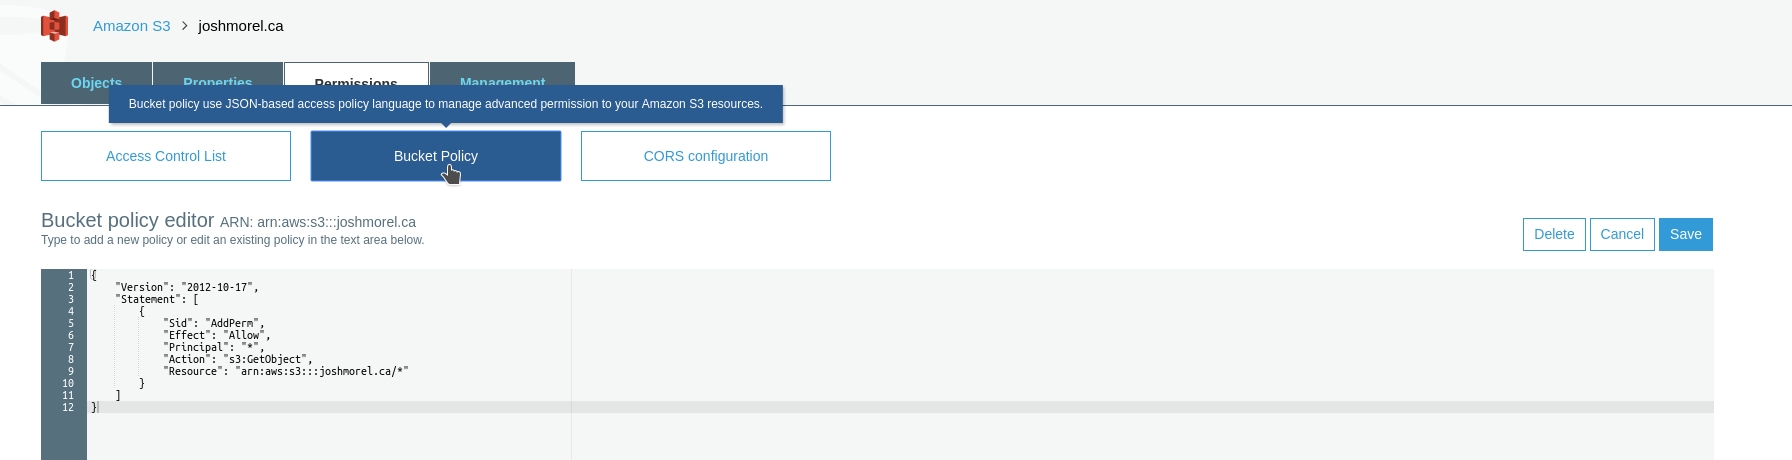 Amazon S3 > joshmorel.ca
Objects Properties Permissions Management
Bucket policy use JSON-based access policy language to manage advanced permission to your Amazon S3 resources.
Access Control List Bucket Policy CORS configuration
Bucket policy editor ARN: arn:aws:s3:::joshmorel.ca
Type to add a new policy or edit an existing policy in the text area below.
Delete Cancel Save
1 {
2     "Version": "2012-10-17",
3     "Statement": [
4         {
5             "Sid": "AddPerm",
6             "Effect": "Allow",
7             "Principal": "*",
8             "Action": "s3:GetObject",
9             "Resource": "arn:aws:s3:::joshmorel.ca/*"
10         }
11     ]
12 }